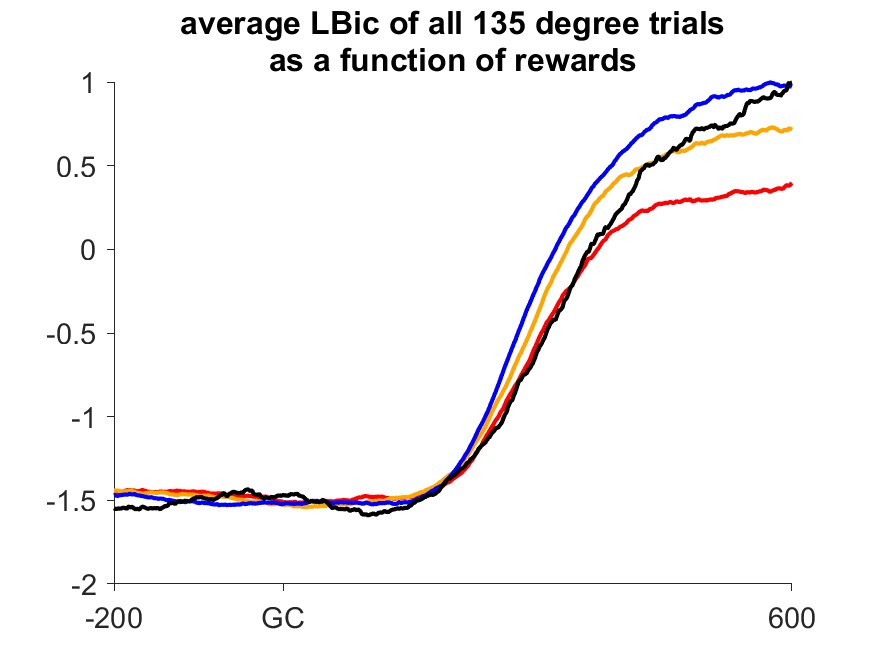 average LBic of all 135 degree trials
as a function of rewards
1
0.5
0
-0.5
-1
-1.5
-2
-200 GC 600